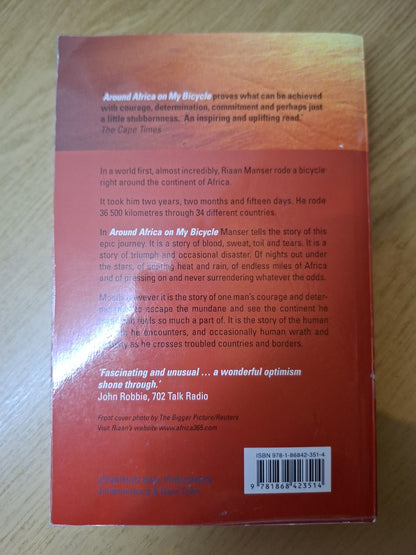 Around Africa on My Bicycle proves what can be achieved
with courage, determination, commitment and perhaps just
a little stubbornness. 'An inspiring and uplifting read.'
The Cape Times
In a world first, almost incredibly, Riaan Manser rode a bicycle
right around the continent of Africa.
It took him two years, two months and fifteen days. He rode
36 500 kilometres through 34 different countries.
In Around Africa on My Bicycle Manser tells the story of this
epic journey. It is a story of blood, sweat, toil and tears. It is a
story of triumph and occasional disaster. Of nights out under
the stars, of searing heat and rain, of endless miles of Africa
and of pressing on and never surrendering whatever the odds.
Mostly however it is the story of one man's courage and deter-
to escape the mundane and see the continent he
feels so much a part of. It is the story of the human
he encounters, and occasionally human wrath and
as he crosses troubled countries and borders.
'Fascinating and unusual ... a wonderful optimism
shone through.'
John Robbie, 702 Talk Radio
Front cover photo by The Bigger Picture/Reuters
Visit Riaan's website www.africa365.com
ISBN 978-1-86842-351-4
9 781868 423514